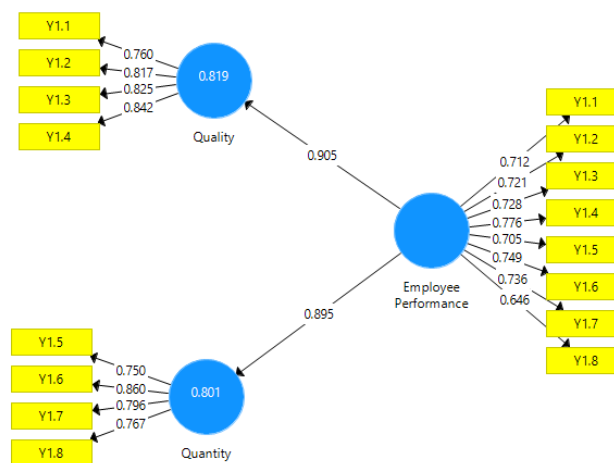 Y1.1
Y1.2
Y1.3
Y1.4
0.760
0.817
0.825
0.842
0.819
Quality
0.905
Y1.1
Y1.2
Y1.3
Y1.4
Y1.5
Y1.6
Y1.7
Y1.8
0.712
0.721
0.728
0.776
0.705
0.749
0.736
0.646
Employee
Performance
0.895
Y1.5
Y1.6
Y1.7
Y1.8
0.750
0.860
0.796
0.767
0.801
Quantity